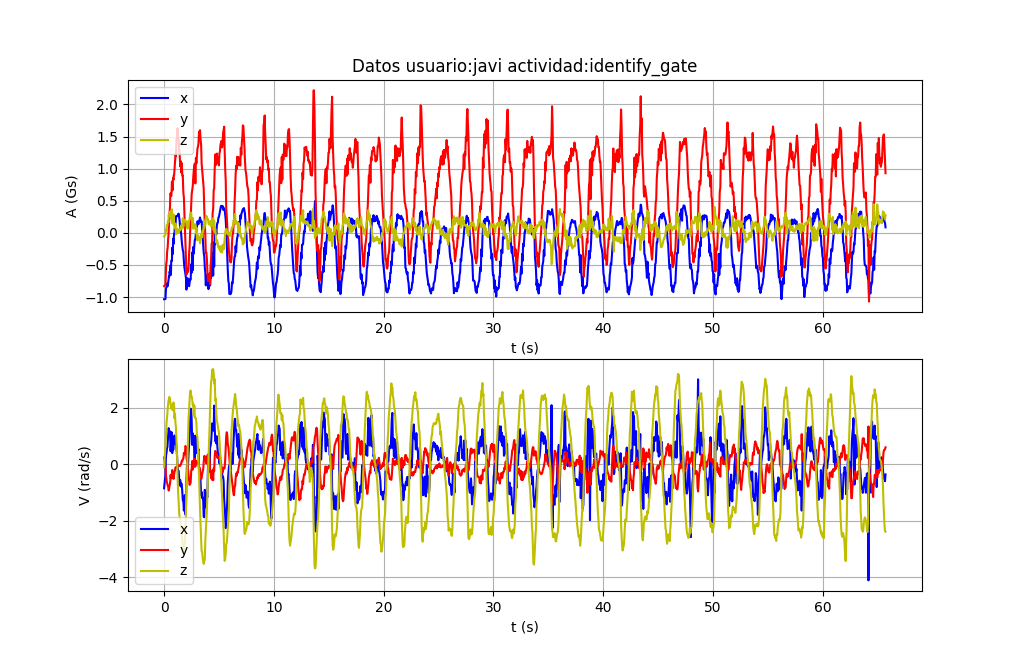 Datos usuario:javi actividad:identify_gate
A (Gs)
2.0
1.5
1.0
0.5
0.0
−0.5
−1.0
x
y
z
0 10 20 30 40 50 60
t (s)
V (rad/s)
2
0
−2
−4
x
y
z
0 10 20 30 40 50 60
t (s)